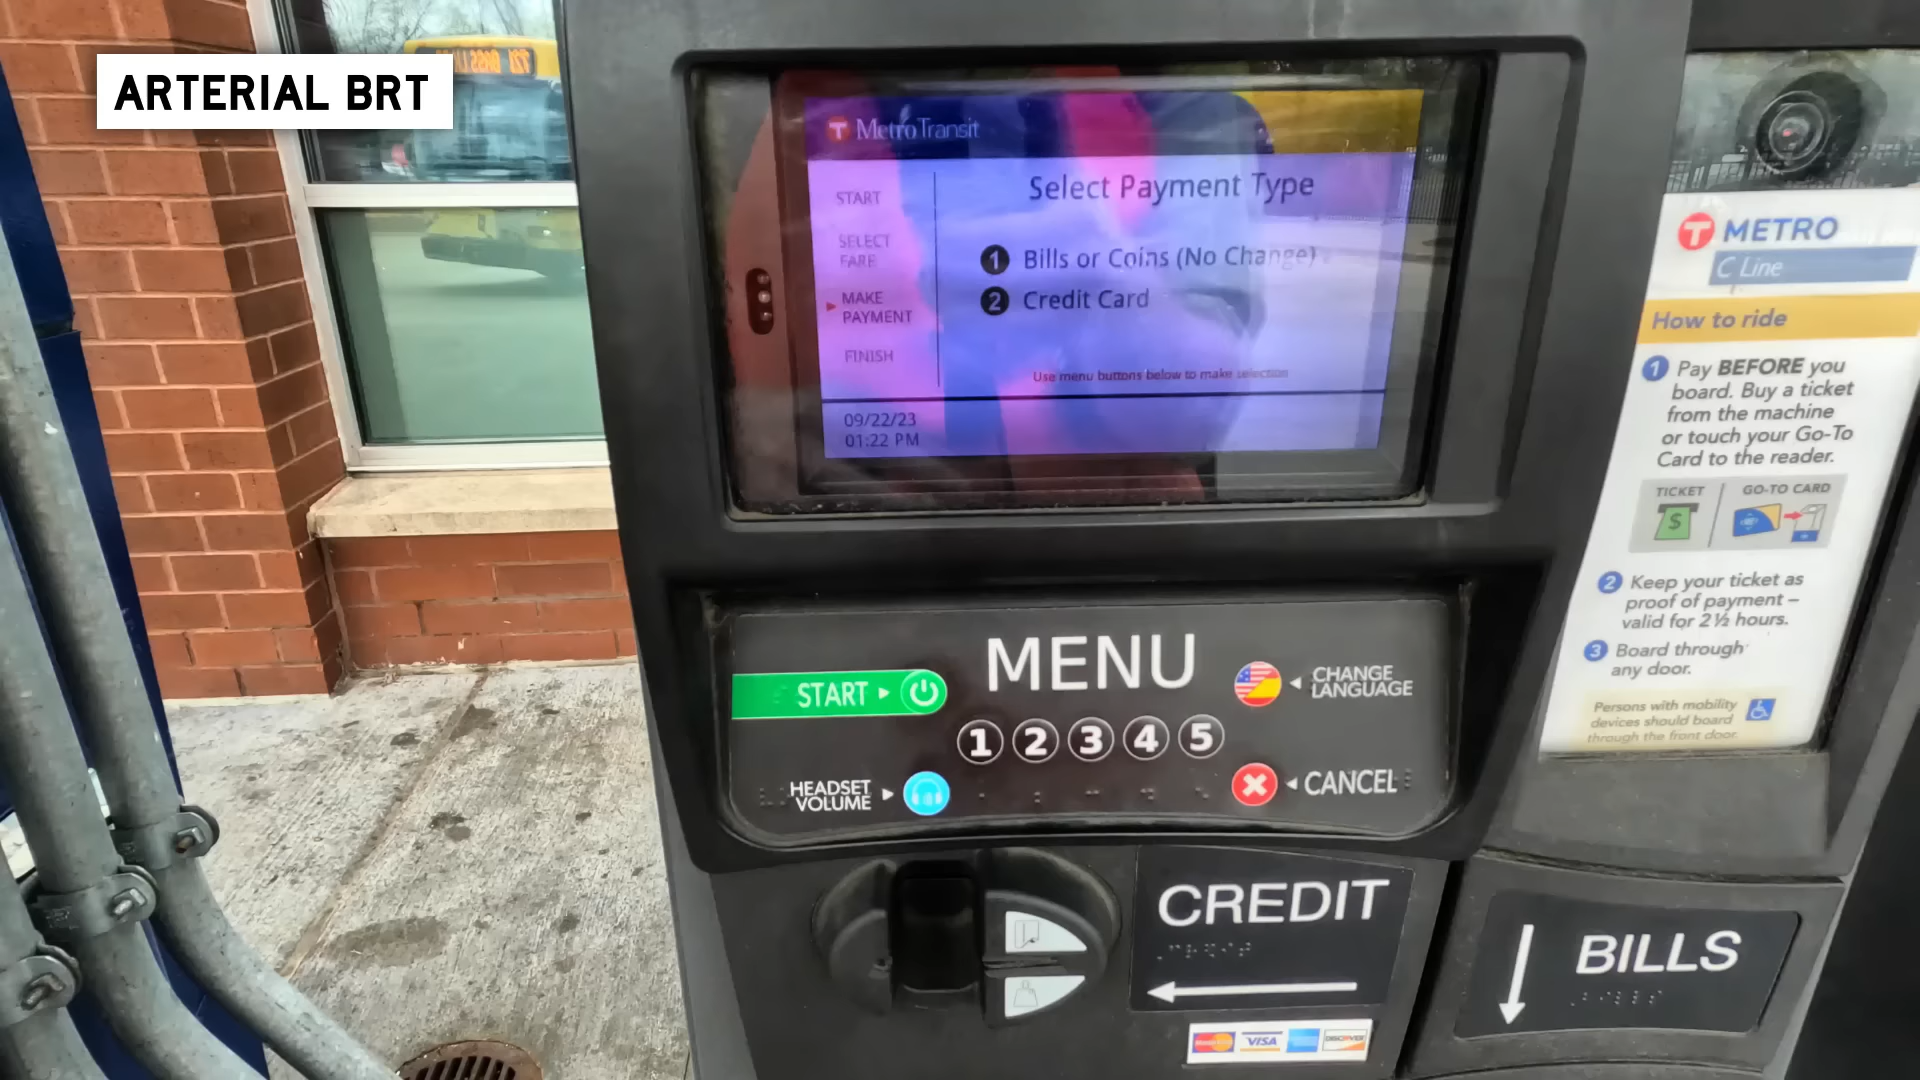 ARTERIAL BRT
MetroTransit
START
SELECT
FARE
MAKE
PAYMENT
FINISH
09/22/23
01:22 PM
Select Payment Type
1 Bills or Coins (No Change)
2 Credit Card
Use menu buttons below to make selection
T METRO
C Line
How to ride
1 Pay BEFORE you
board. Buy a ticket
from the machine
or touch your Go-To
Card to the reader.
TICKET
GO-TO CARD
$
2 Keep your ticket as
proof of payment –
valid for 2½ hours.
3 Board through
any door.
Persons with mobility
devices should board
through the front door.
MENU
START
CHANGE
LANGUAGE
1 2 3 4 5
HEADSET
VOLUME
CANCEL
CREDIT
BILLS
VISA
DISCOVER